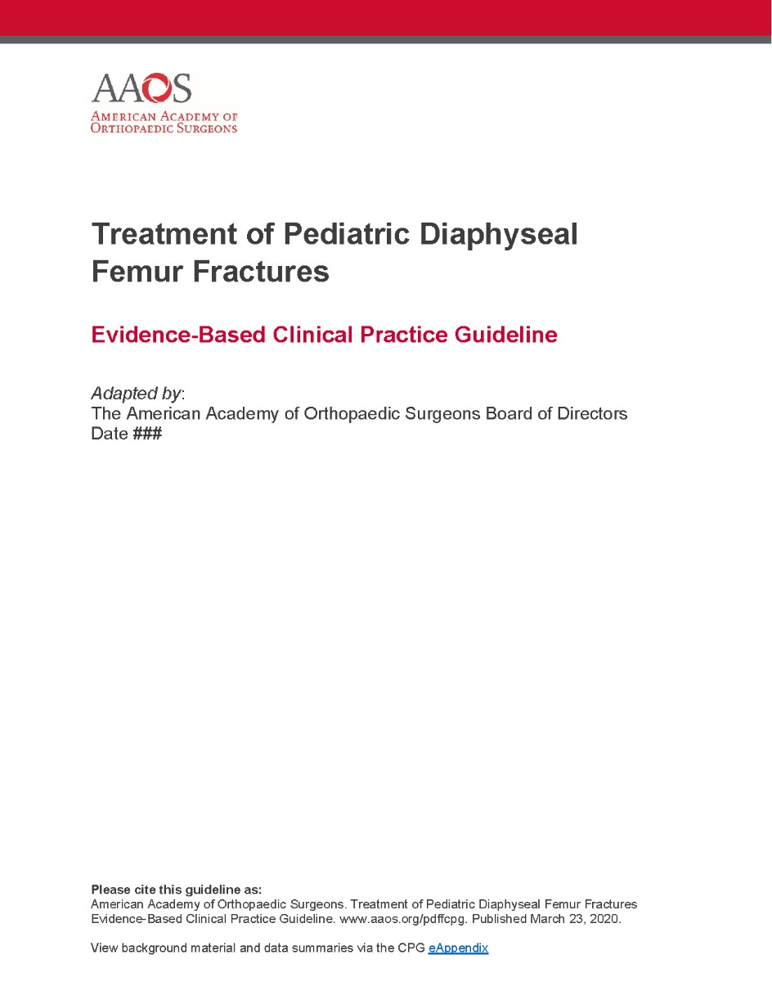 AAOS
AMERICAN ACADEMY OF
ORTHOPAEDIC SURGEONS
Treatment of Pediatric Diaphyseal
Femur Fractures
Evidence-Based Clinical Practice Guideline
Adapted by:
The American Academy of Orthopaedic Surgeons Board of Directors
Date ###
Please cite this guideline as:
American Academy of Orthopaedic Surgeons. Treatment of Pediatric Diaphyseal Femur Fractures
Evidence-Based Clinical Practice Guideline. www.aaos.org/pdffcpg. Published March 23, 2020.
View background material and data summaries via the CPG eAppendix